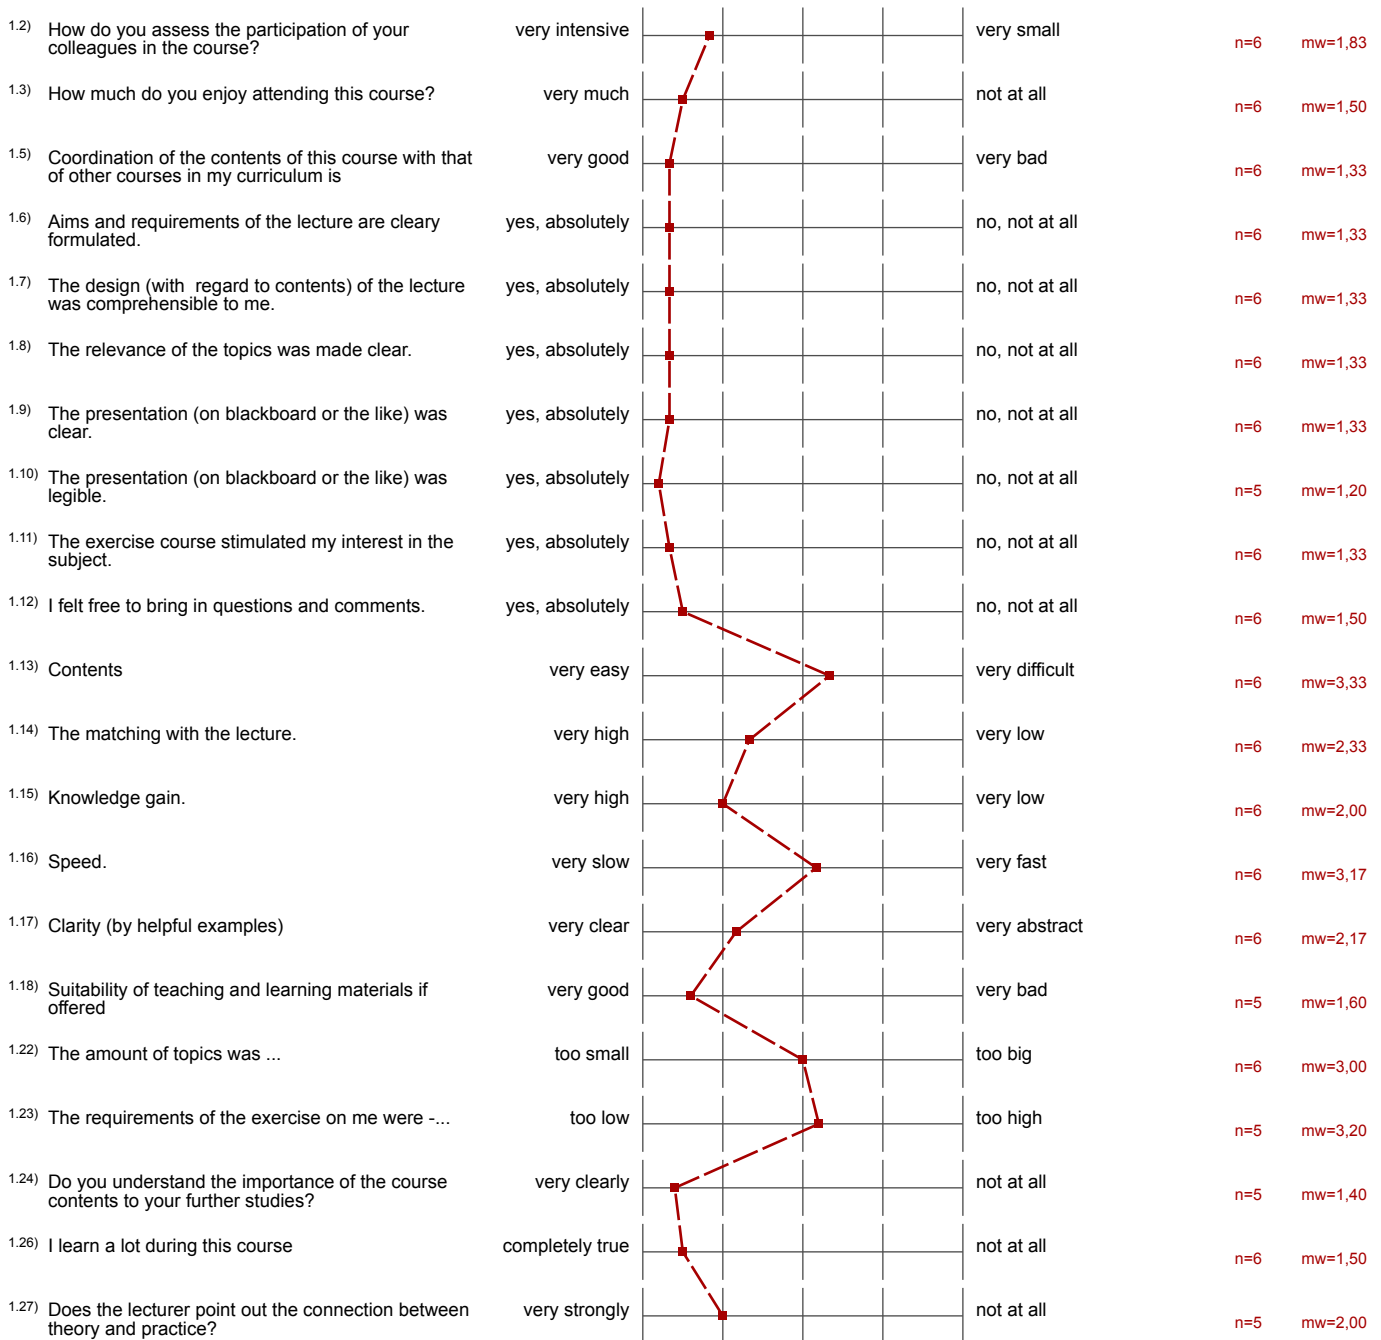 1.2) How do you assess the participation of your
colleagues in the course?
very intensive
very small
n=6
mw=1,83
1.3) How much do you enjoy attending this course?
very much
not at all
n=6
mw=1,50
1.5) Coordination of the contents of this course with that
of other courses in my curriculum is
very good
very bad
n=6
mw=1,33
1.6) Aims and requirements of the lecture are cleary
formulated.
yes, absolutely
no, not at all
n=6
mw=1,33
1.7) The design (with regard to contents) of the lecture
was comprehensible to me.
yes, absolutely
no, not at all
n=6
mw=1,33
1.8) The relevance of the topics was made clear.
yes, absolutely
no, not at all
n=6
mw=1,33
1.9) The presentation (on blackboard or the like) was
clear.
yes, absolutely
no, not at all
n=6
mw=1,33
1.10) The presentation (on blackboard or the like) was
legible.
yes, absolutely
no, not at all
n=5
mw=1,20
1.11) The exercise course stimulated my interest in the
subject.
yes, absolutely
no, not at all
n=6
mw=1,33
1.12) I felt free to bring in questions and comments.
yes, absolutely
no, not at all
n=6
mw=1,50
1.13) Contents
very easy
very difficult
n=6
mw=3,33
1.14) The matching with the lecture.
very high
very low
n=6
mw=2,33
1.15) Knowledge gain.
very high
very low
n=6
mw=2,00
1.16) Speed.
very slow
very fast
n=6
mw=3,17
1.17) Clarity (by helpful examples)
very clear
very abstract
n=6
mw=2,17
1.18) Suitability of teaching and learning materials if
offered
very good
very bad
n=5
mw=1,60
1.22) The amount of topics was ...
too small
too big
n=6
mw=3,00
1.23) The requirements of the exercise on me were -...
too low
too high
n=5
mw=3,20
1.24) Do you understand the importance of the course
contents to your further studies?
very clearly
not at all
n=5
mw=1,40
1.26) I learn a lot during this course
completely true
not at all
n=6
mw=1,50
1.27) Does the lecturer point out the connection between
theory and practice?
very strongly
not at all
n=5
mw=2,00